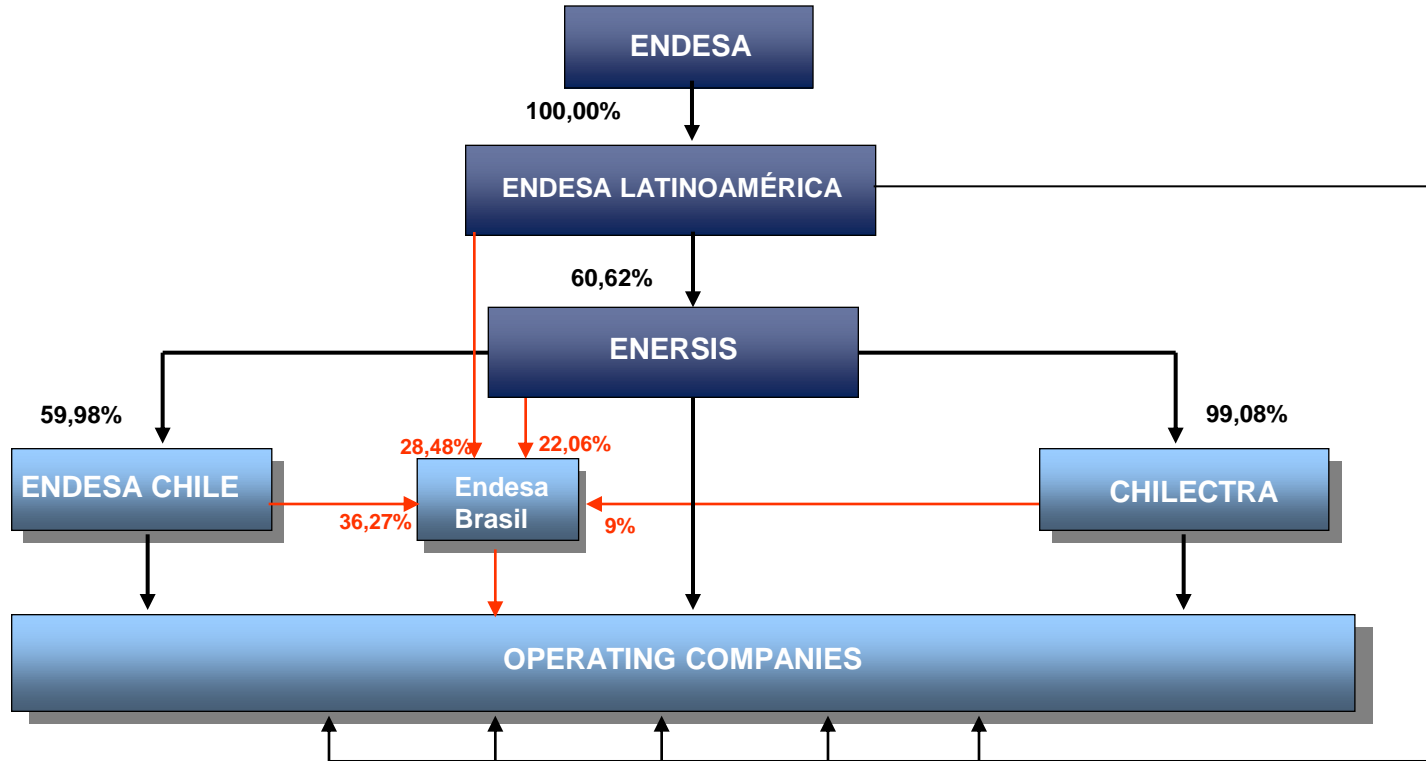 ENDESA
100,00%
ENDESA LATINOAMÉRICA
60,62%
ENERSIS
59,98%
99,08%
28,48%
22,06%
ENDESA CHILE
Endesa
Brasil
CHILECTRA
36,27%
9%
OPERATING COMPANIES